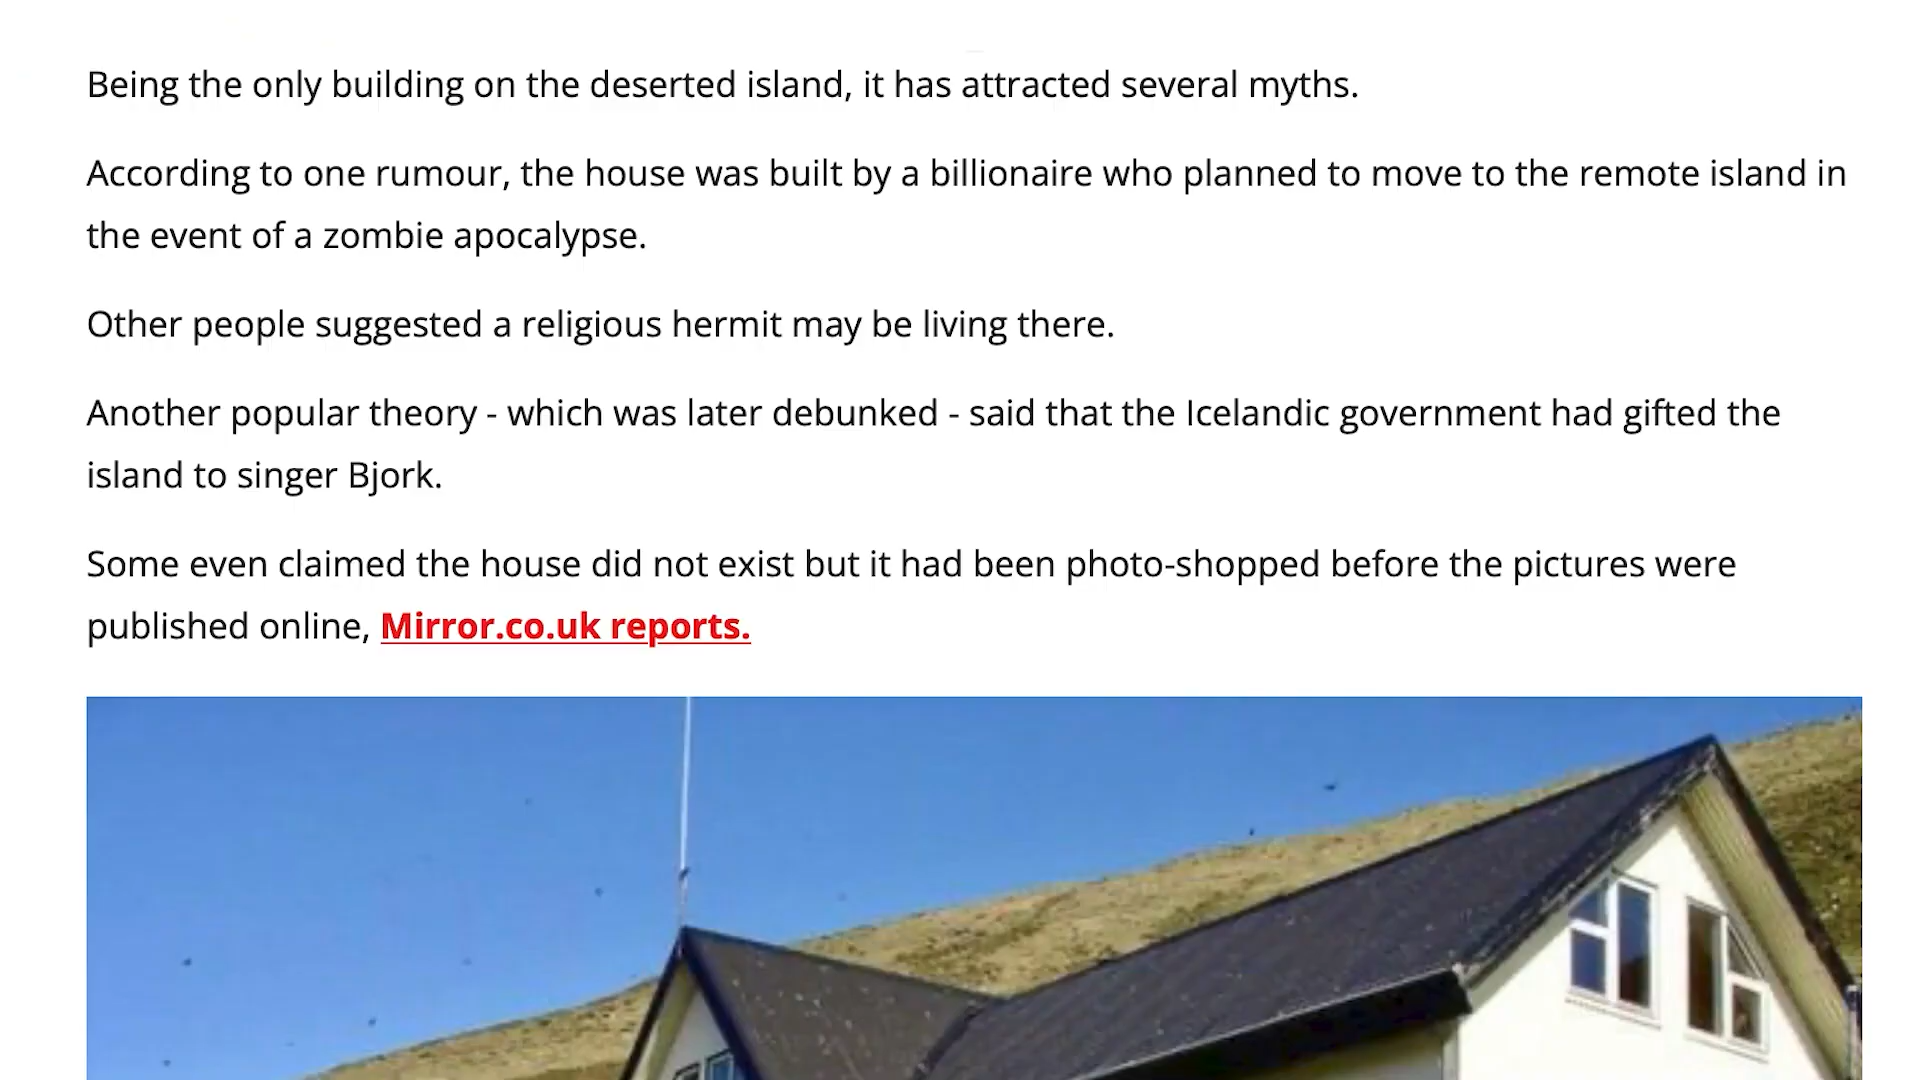 Being the only building on the deserted island, it has attracted several myths.
According to one rumour, the house was built by a billionaire who planned to move to the remote island in
the event of a zombie apocalypse.
Other people suggested a religious hermit may be living there.
Another popular theory - which was later debunked - said that the Icelandic government had gifted the
island to singer Bjork.
Some even claimed the house did not exist but it had been photo-shopped before the pictures were
published online, Mirror.co.uk reports.